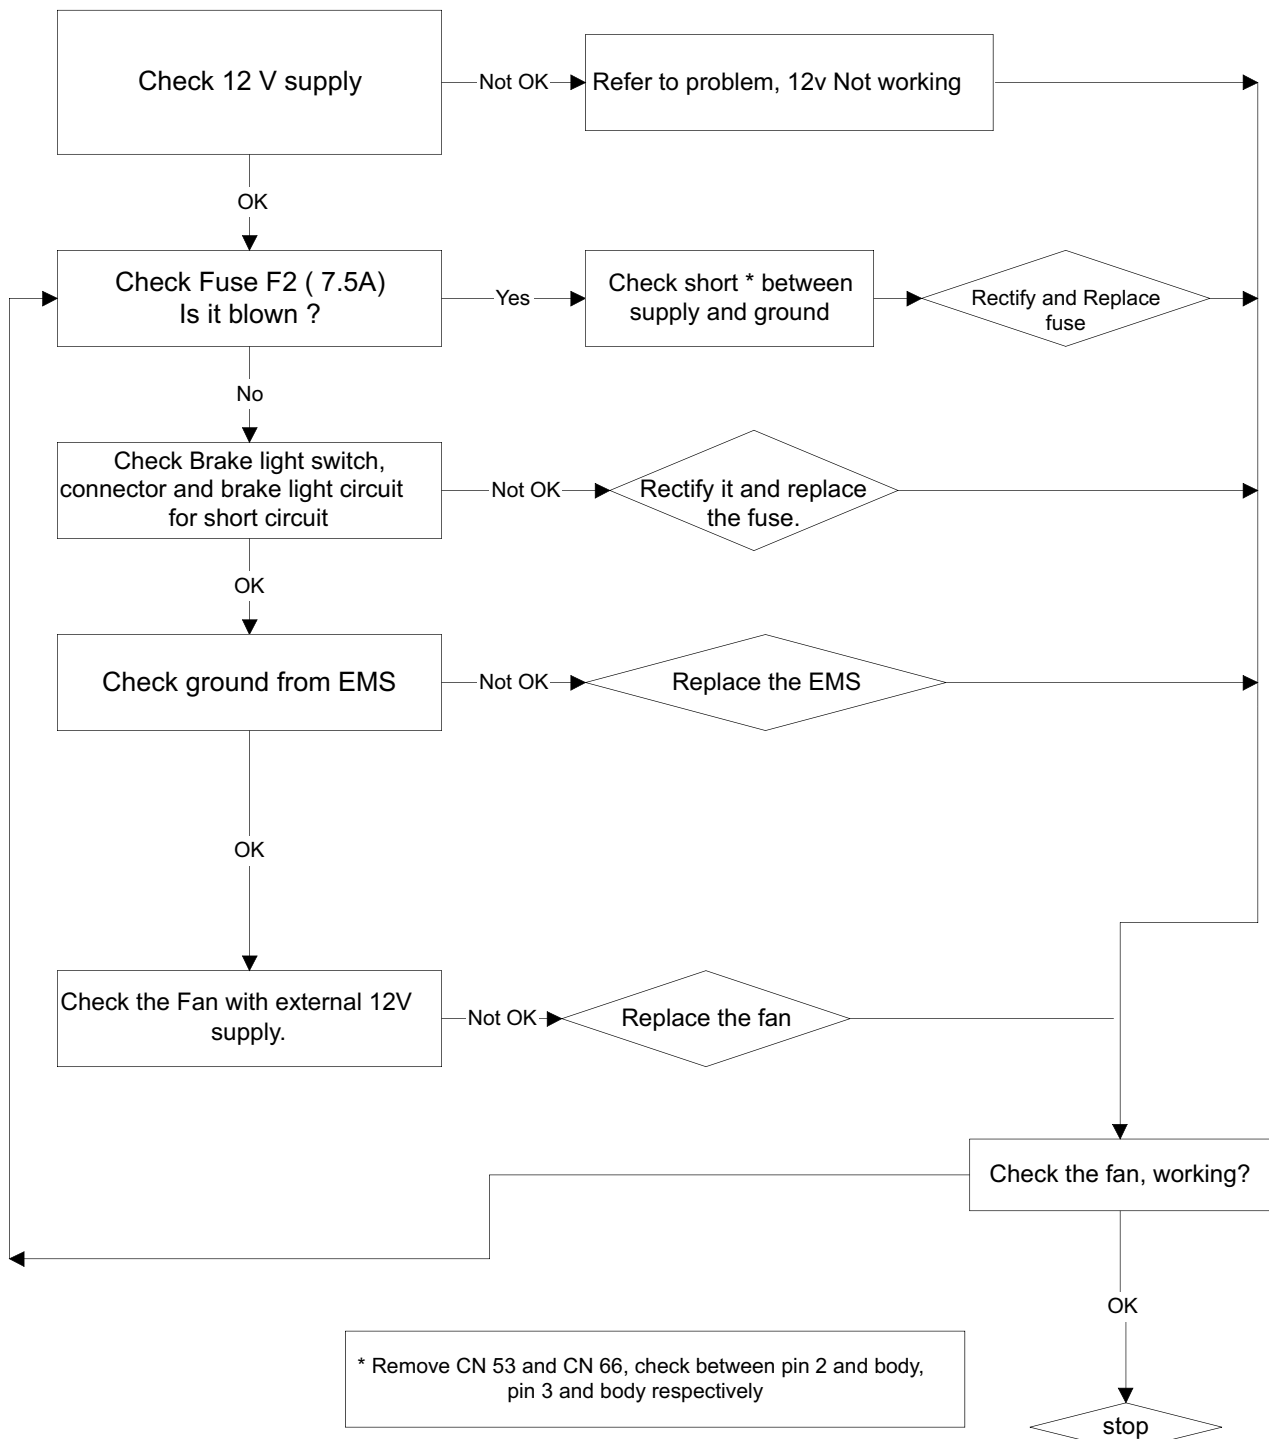 Check 12 V supply
Not OK
Refer to problem, 12v Not working
OK
Check Fuse F2 ( 7.5A)
Is it blown ?
Yes
Check short * between
supply and ground
Rectify and Replace
fuse
No
Check Brake light switch,
connector and brake light circuit
for short circuit
Not OK
Rectify it and replace
the fuse.
OK
Check ground from EMS
Not OK
Replace the EMS
OK
Check the Fan with external 12V
supply.
Not OK
Replace the fan
Check the fan, working?
OK
* Remove CN 53 and CN 66, check between pin 2 and body,
pin 3 and body respectively
stop